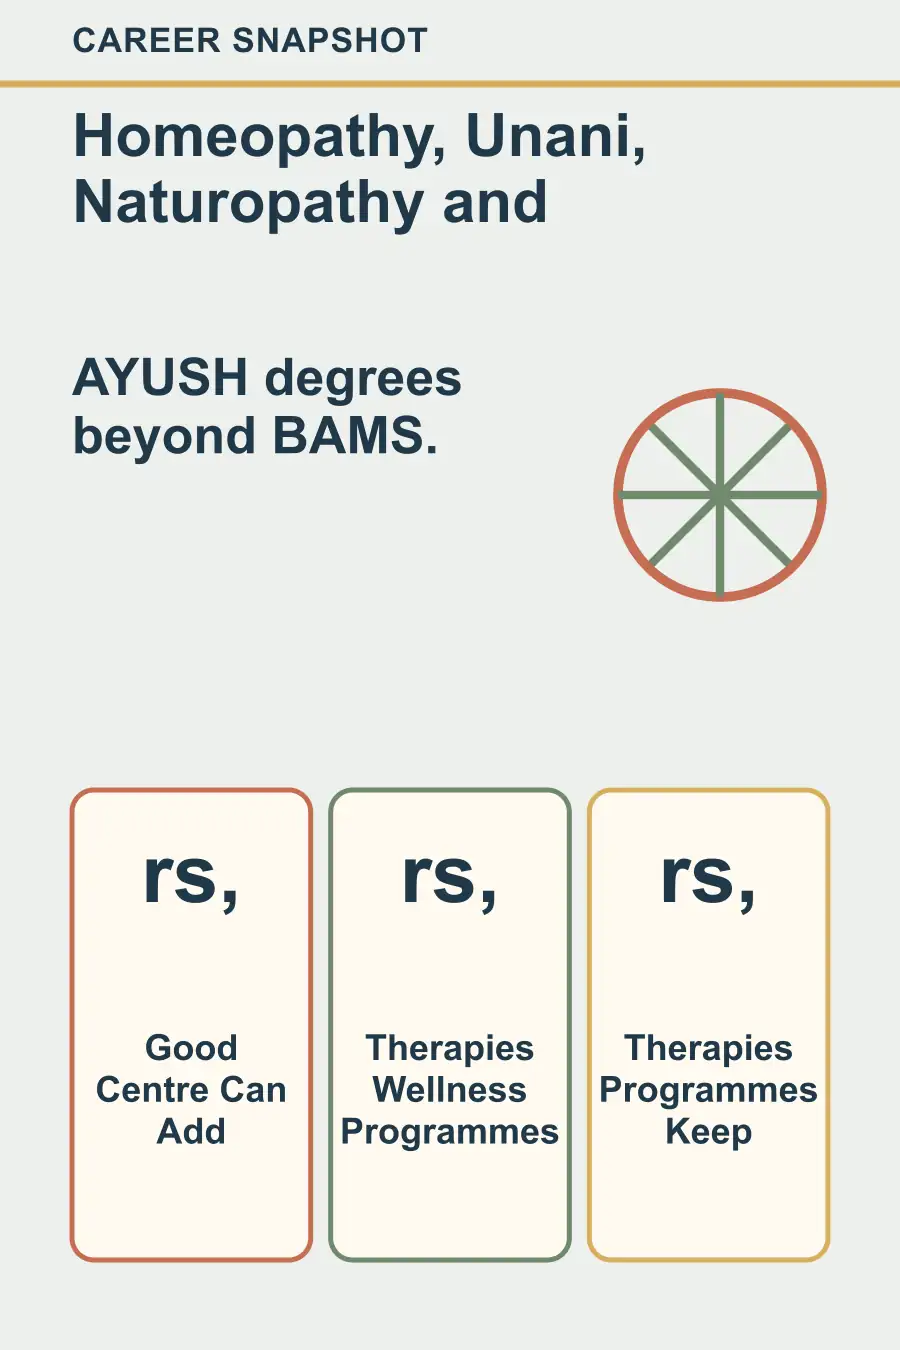 CAREER SNAPSHOT
Homeopathy, Unani,
Naturopathy and
AYUSH degrees
beyond BAMS.
rs,
Good
Centre Can
Add
rs,
Therapies
Wellness
Programmes
rs,
Therapies
Programmes
Keep